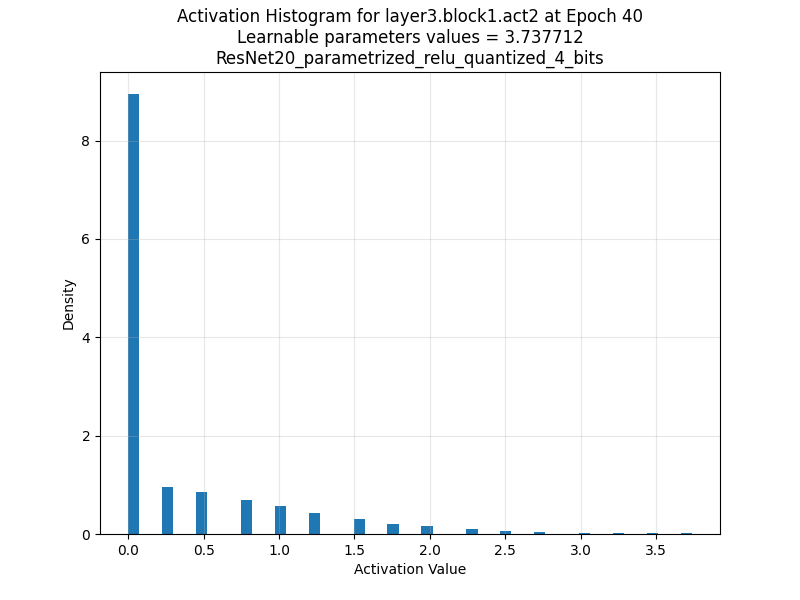 Activation Histogram for layer3.block1.act2 at Epoch 40
Learnable parameters values = 3.737712
ResNet20_parametrized_relu_quantized_4_bits
Density
8
6
4
2
0
0.0 0.5 1.0 1.5 2.0 2.5 3.0 3.5
Activation Value